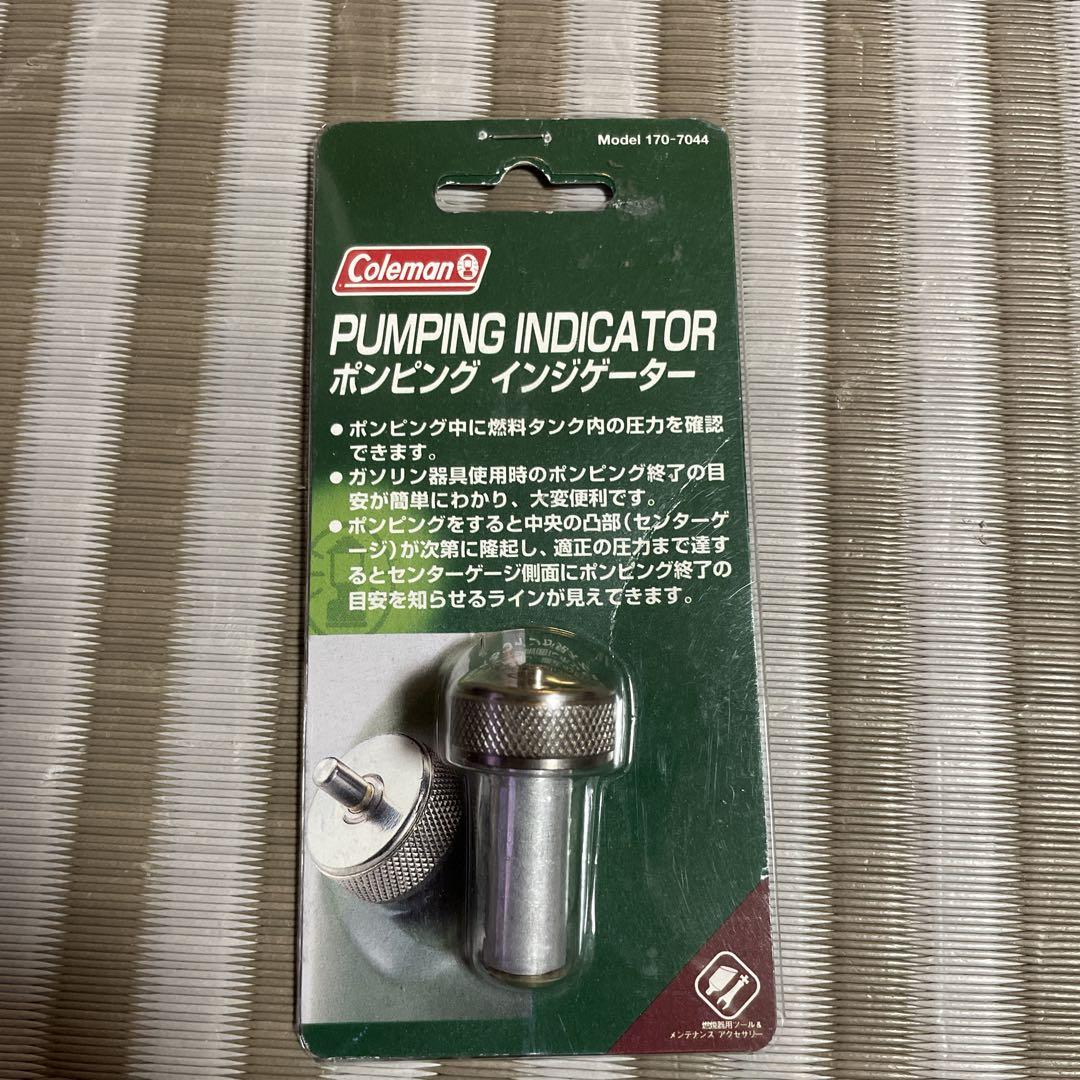 Model 170-7044
Coleman
PUMPING INDICATOR
ポンピング インジゲーター
● ポンピング中に燃料タンク内の圧力を確認
できます。
● ガソリン器具使用時のポンピング終了の目
安が簡単にわかり、大変便利です。
● ポンピングをすると中央の凸部(センターゲ
ージ)が次第に隆起し、適正の圧力まで達す
るとセンターゲージ側面にポンピング終了の
目安を知らせるラインが見えてきます。
燃焼器用ツール&
メンテナンス アクセサリー